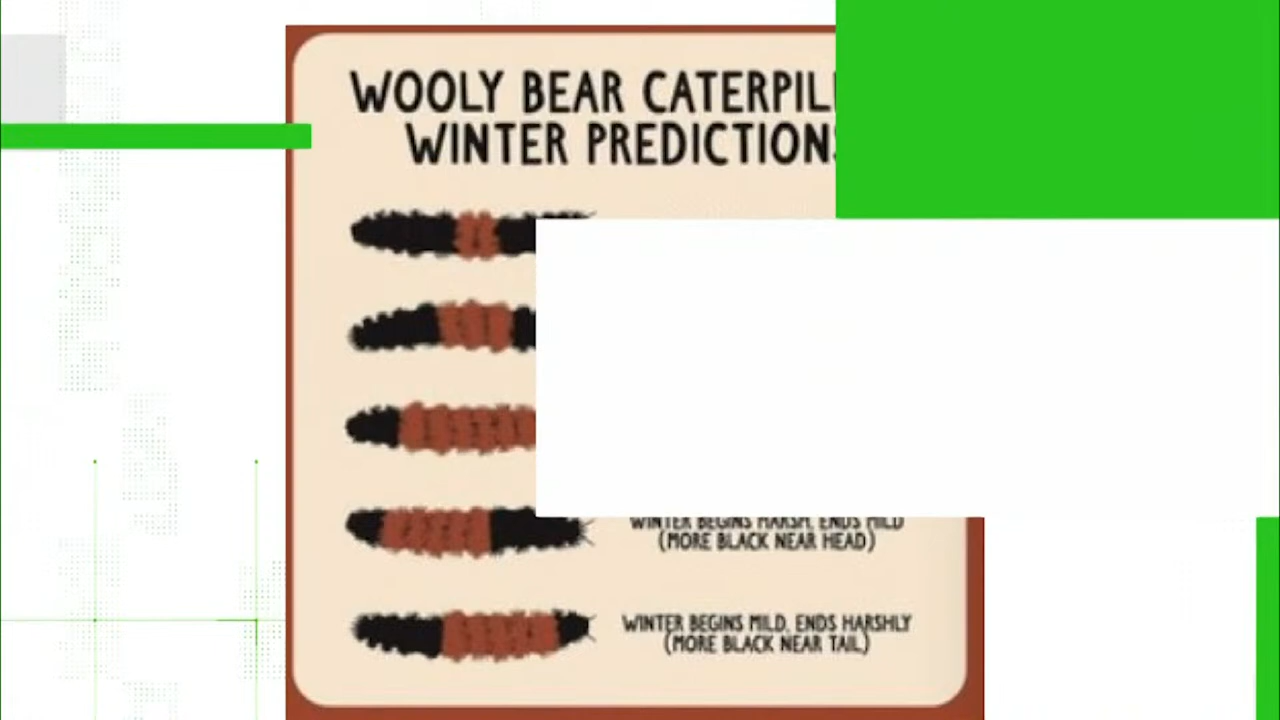 WOOLY BEAR CATERPIL
WINTER PREDICTIONS
WINTER BEGINS HARSH, ENDS MILD
(MORE BLACK NEAR HEAD)
WINTER BEGINS MILD, ENDS HARSHLY
(MORE BLACK NEAR TAIL)